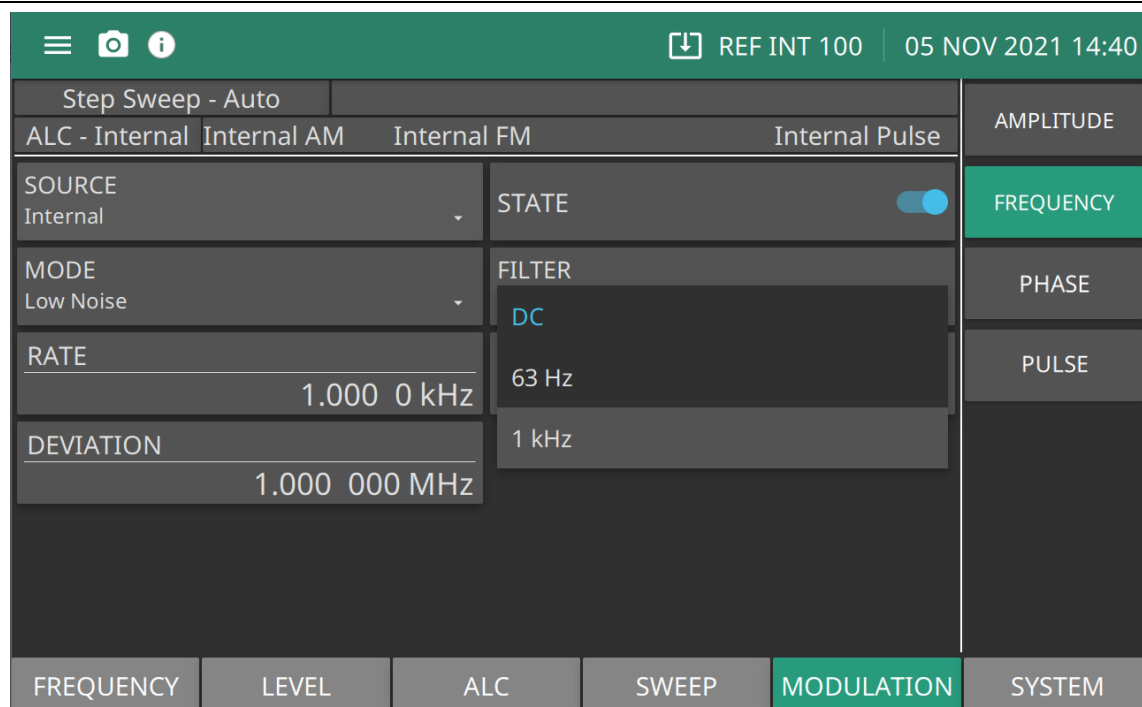 REF INT 100 05 NOV 2021 14:40
Step Sweep - Auto
ALC - Internal Internal AM Internal FM Internal Pulse
SOURCE
Internal
STATE
MODE
Low Noise
FILTER
DC
63 Hz
1 kHz
RATE
1.000 0 kHz
DEVIATION
1.000 000 MHz
AMPLITUDE
FREQUENCY
PHASE
PULSE
FREQUENCY LEVEL ALC SWEEP MODULATION SYSTEM